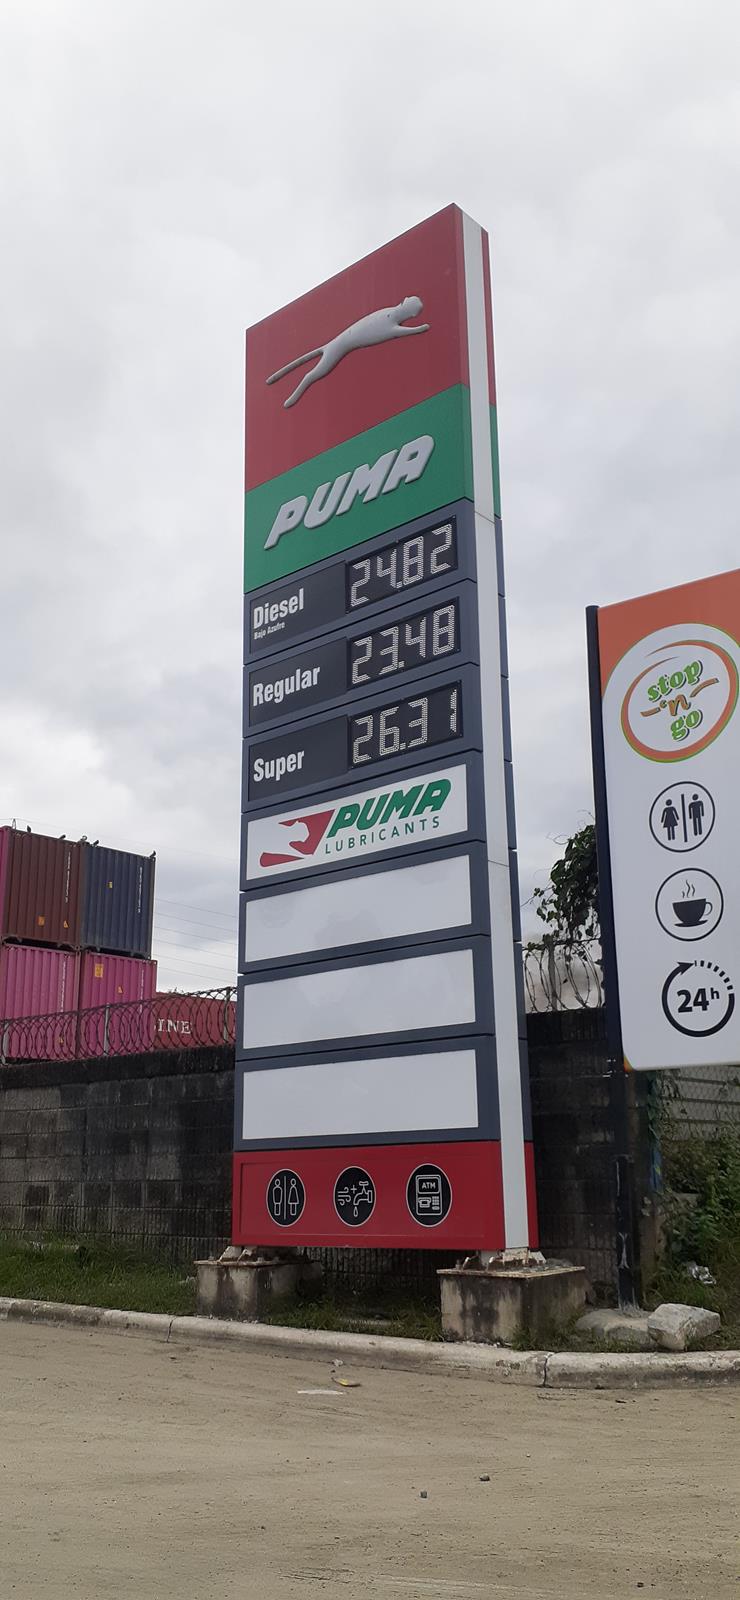 PUMA
Diesel
Bajo Azufre
24.82
Regular
23.48
Super
26.31
PUMA
LUBRICANTS
ATM
stop
'n
go
24h
INE